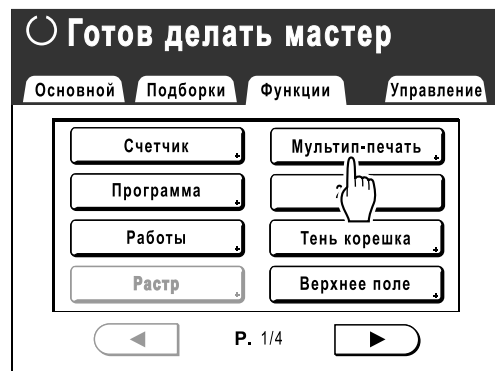 Готов делать мастер
Основной Подборки Функции Управление
Счетчик Мультип-печать
Программа
Работы Тень корешка
Растр Верхнее поле
P. 1/4